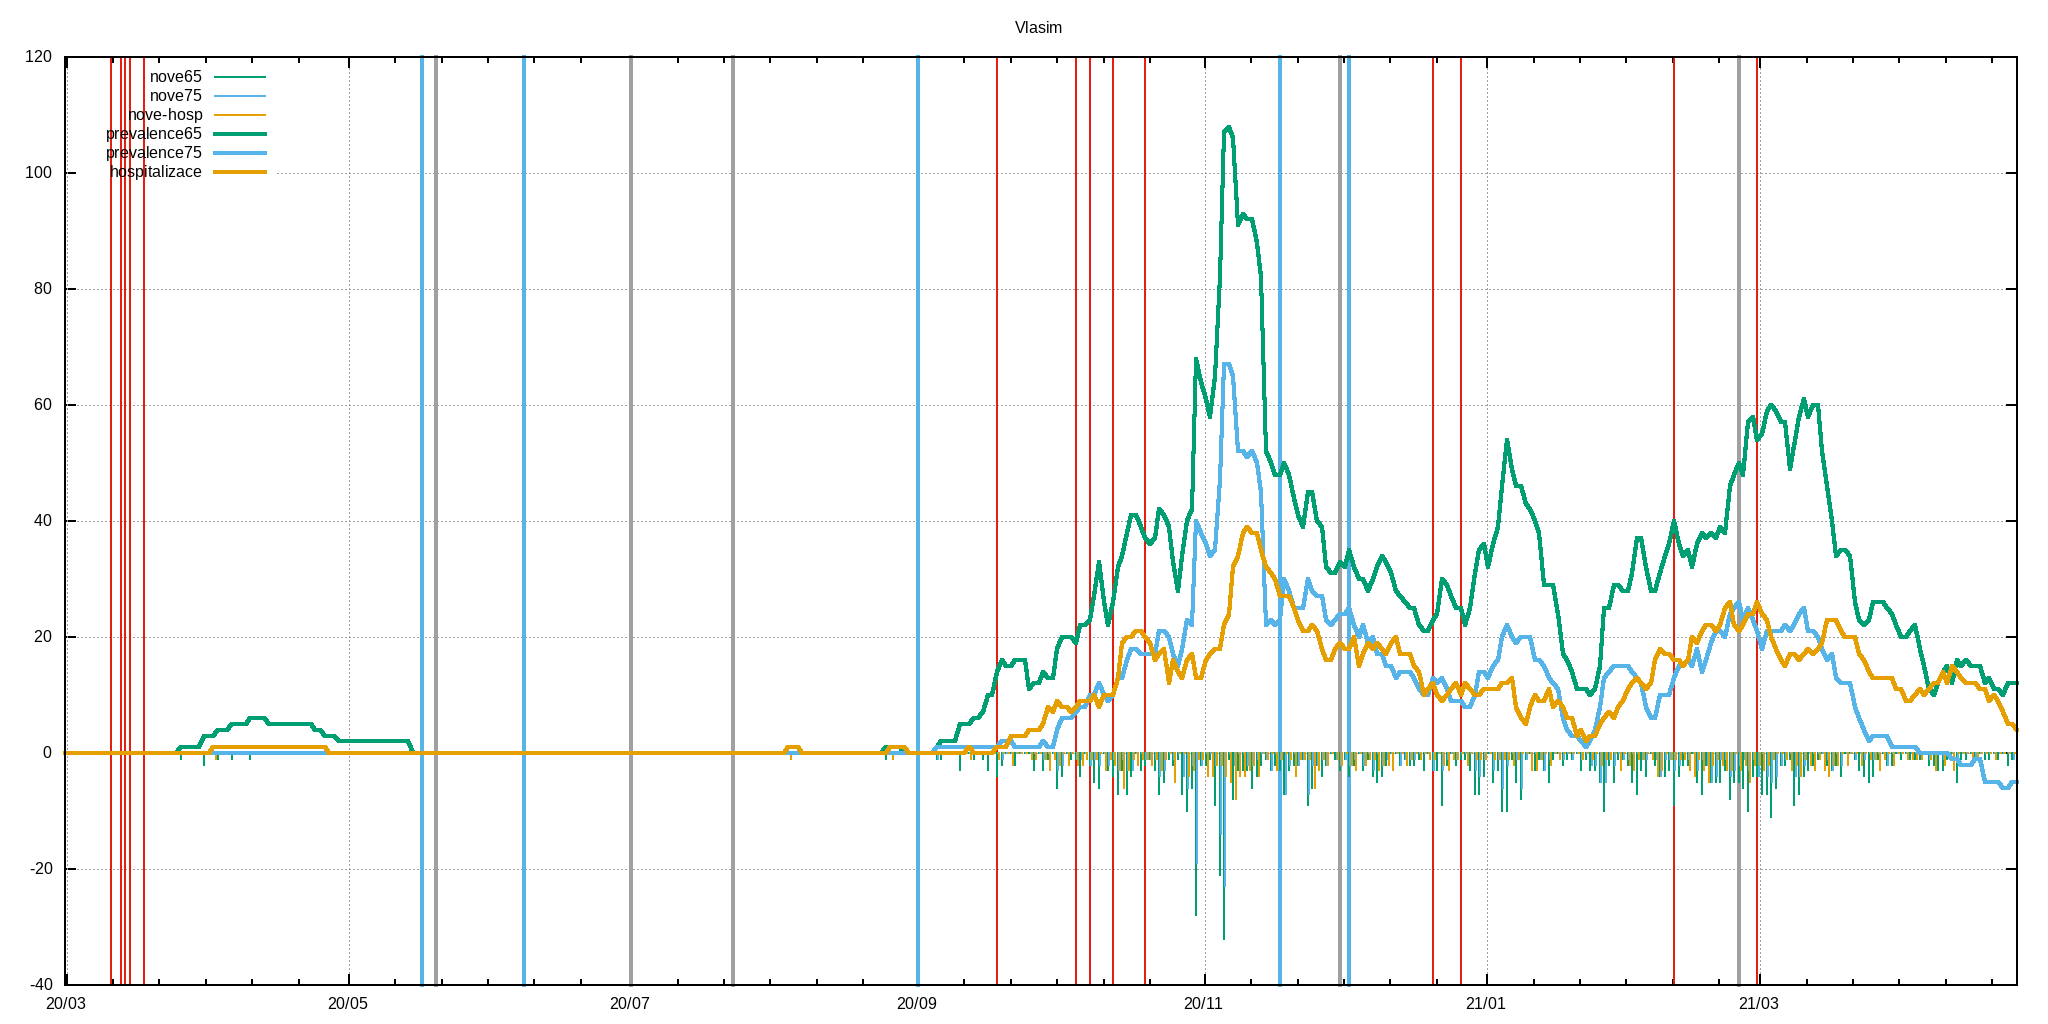 Vlasim
120
100
80
60
40
20
0
-20
-40
nove65
nove75
nove-hosp
prevalence65
prevalence75
hospitalizace
20/03 20/05 20/07 20/09 20/11 21/01 21/03